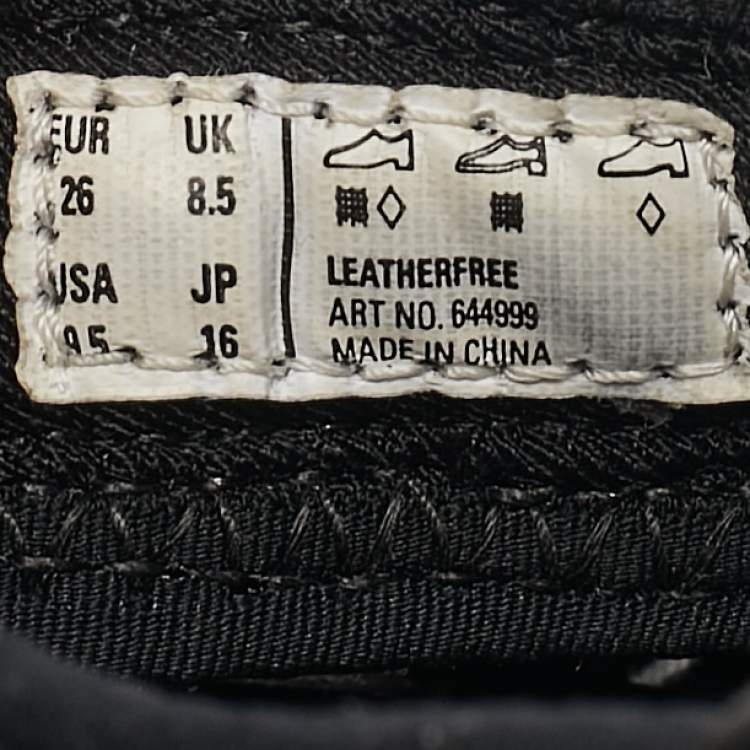 EUR UK
26 8.5
USA JP
9.5 16
LEATHERFREE
ART NO. 644999
MADE IN CHINA